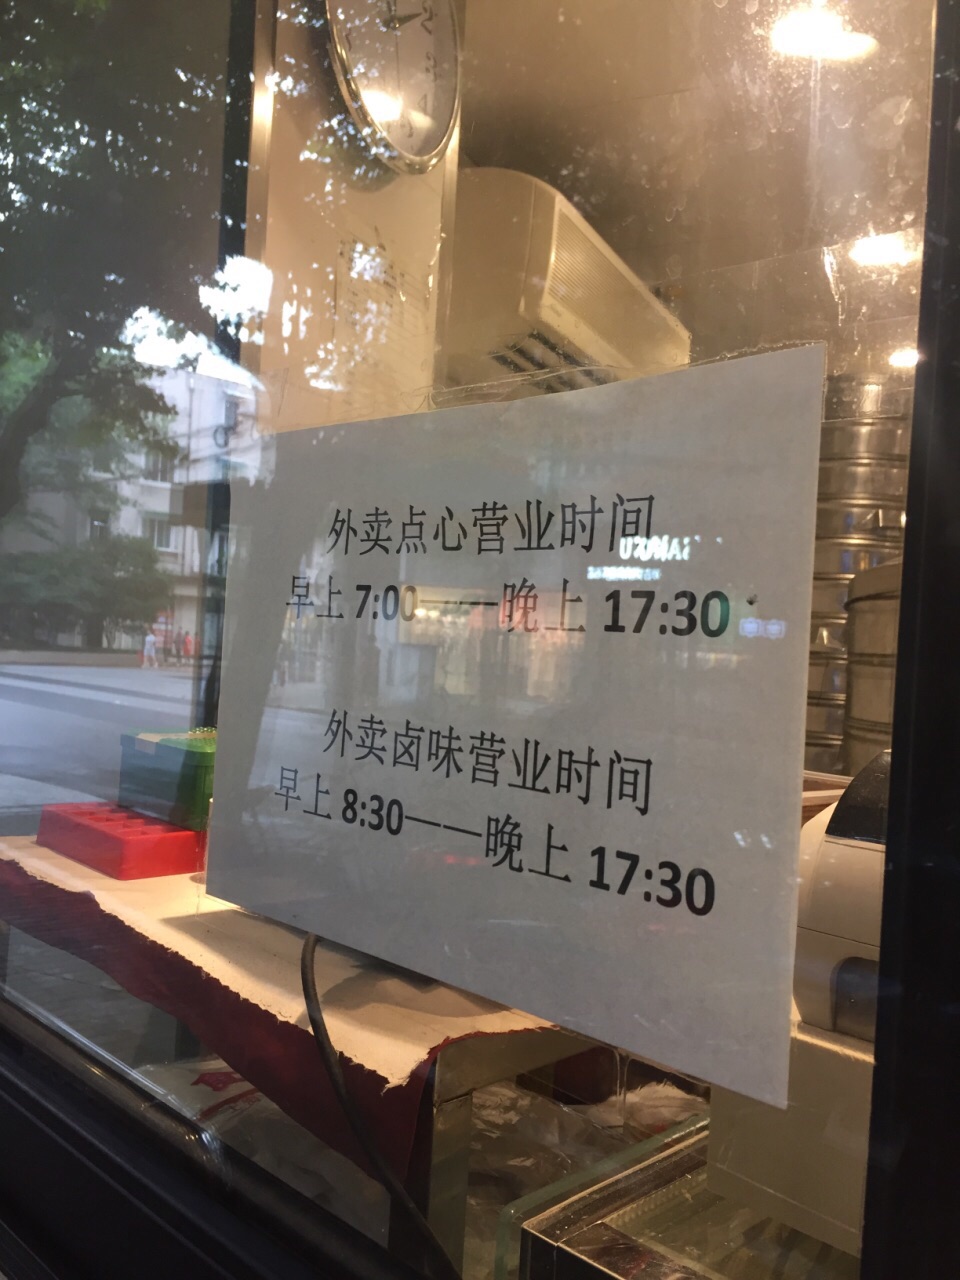 外卖点心营业时间
早上 7:00——晚上 17:30
外卖卤味营业时间
早上 8:30——晚上 17:30